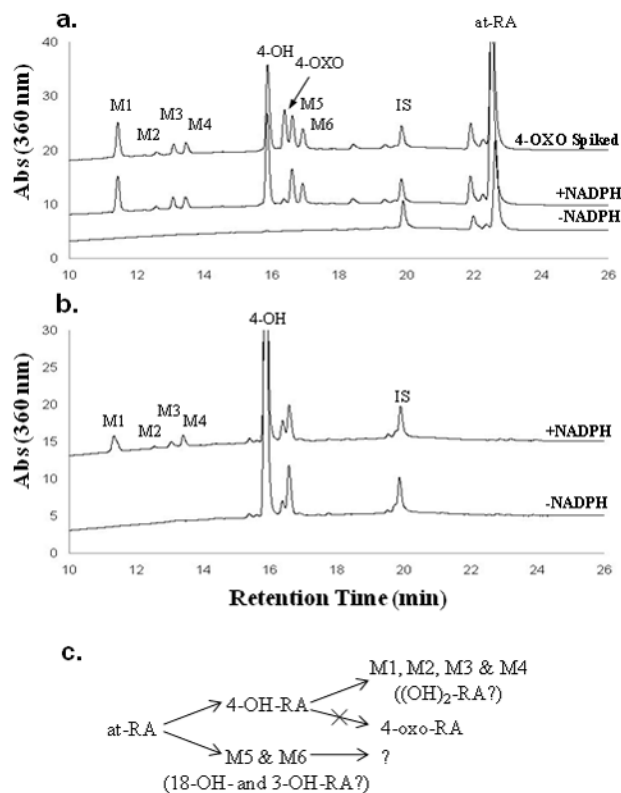 a.
at-RA
4-OH
4-OXO
M1
M2
M3
M4
M5
M6
IS
4-OXO Spiked
+NADPH
-NADPH
Abs (360 nm)
40
30
20
10
0
10 12 14 16 18 20 22 24 26
b.
4-OH
M1
M2
M3
M4
IS
+NADPH
-NADPH
Abs (360 nm)
30
25
20
15
10
5
0
10 12 14 16 18 20 22 24 26
Retention Time (min)
c.
M1, M2, M3 & M4
((OH)₂-RA?)
4-OH-RA
4-oxo-RA
at-RA
M5 & M6
?
(18-OH- and 3-OH-RA?)